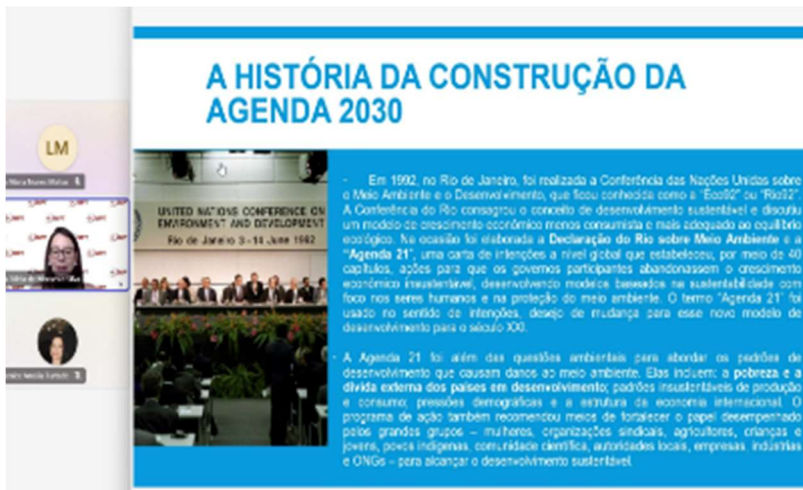 A HISTÓRIA DA CONSTRUÇÃO DA
AGENDA 2030
LM
UNITED NATIONS CONFERENCE ON
ENVIRONMENT AND DEVELOPMENT
Rio de Janeiro 3-14 June 1992
- Em 1992, no Rio de Janeiro, foi realizada a Conferência das Nações Unidas sobre
o Meio Ambiente e o Desenvolvimento, que ficou conhecida como a "Eco92" ou "Rio92".
A Conferência do Rio consagrou o conceito de desenvolvimento sustentável e discutiu
um modelo de crescimento econômico menos consumista e mais adequado ao equilíbrio
ecológico. Na ocasião foi elaborada a Declaração do Rio sobre Meio Ambiente e a
"Agenda 21", uma carta de intenções a nível global que estabeleceu, por meio de 40
capítulos, ações para que os governos participantes abandonassem o crescimento
econômico insustentável, desenvolvendo modelos baseados na sustentabilidade com
foco nos seres humanos e na proteção do meio ambiente. O termo "Agenda 21" foi
usado no sentido de intenções, desejo de mudança para esse novo modelo de
desenvolvimento para o século XXI.
- A Agenda 21 foi além das questões ambientais para abordar os padrões de
desenvolvimento que causam danos ao meio ambiente. Elas incluem: a pobreza e a
dívida externa dos países em desenvolvimento; padrões insustentáveis de produção
e consumo; pressões demográficas e a estrutura da economia internacional. O
programa de ação também recomendou meios de fortalecer o papel desempenhado
pelos grandes grupos – mulheres, organizações sindicais, agricultores, crianças e
jovens, povos indígenas, comunidade científica, autoridades locais, empresas, indústrias
e ONGs – para alcançar o desenvolvimento sustentável.